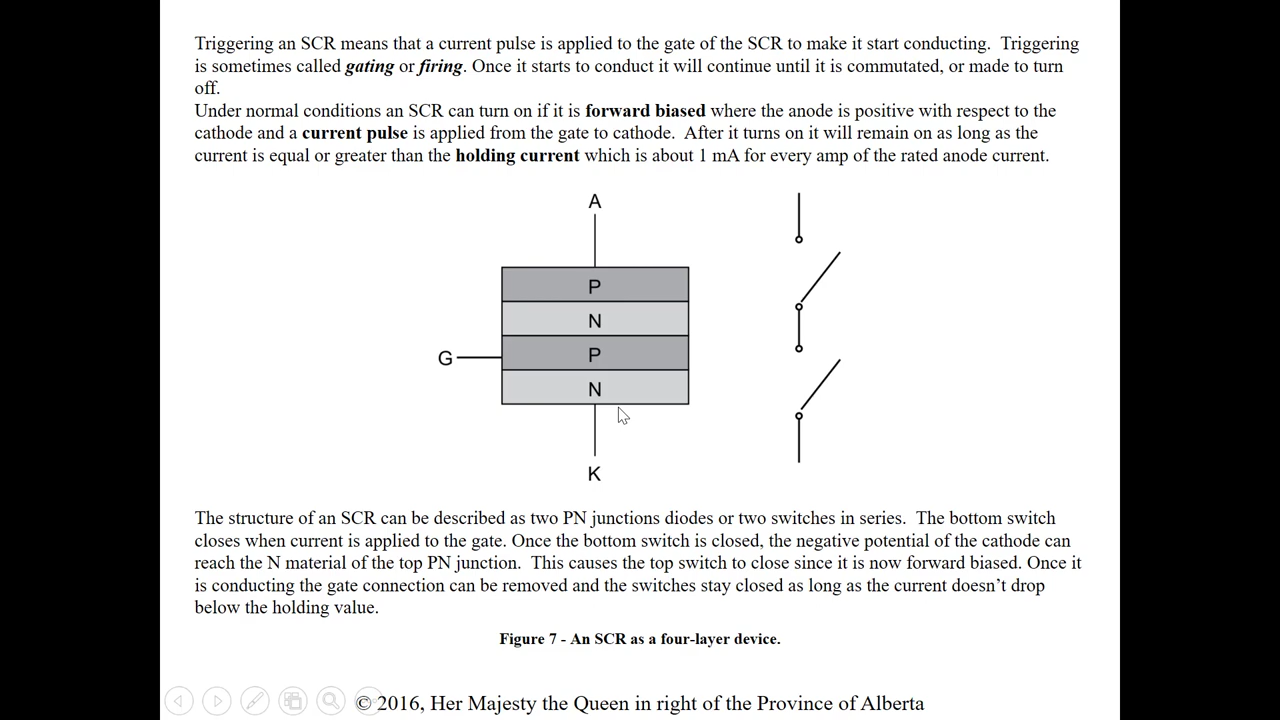 Triggering an SCR means that a current pulse is applied to the gate of the SCR to make it start conducting. Triggering
is sometimes called gating or firing. Once it starts to conduct it will continue until it is commutated, or made to turn
off.
Under normal conditions an SCR can turn on if it is forward biased where the anode is positive with respect to the
cathode and a current pulse is applied from the gate to cathode. After it turns on it will remain on as long as the
current is equal or greater than the holding current which is about 1 mA for every amp of the rated anode current.
A
P
N
G
P
N
K
The structure of an SCR can be described as two PN junctions diodes or two switches in series. The bottom switch
closes when current is applied to the gate. Once the bottom switch is closed, the negative potential of the cathode can
reach the N material of the top PN junction. This causes the top switch to close since it is now forward biased. Once it
is conducting the gate connection can be removed and the switches stay closed as long as the current doesn’t drop
below the holding value.
Figure 7 - An SCR as a four-layer device.
© 2016, Her Majesty the Queen in right of the Province of Alberta